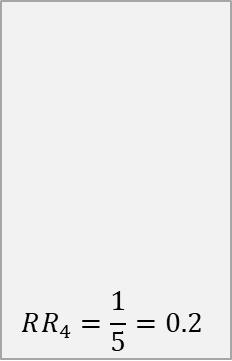 RR₄ = 1/5 = 0.2